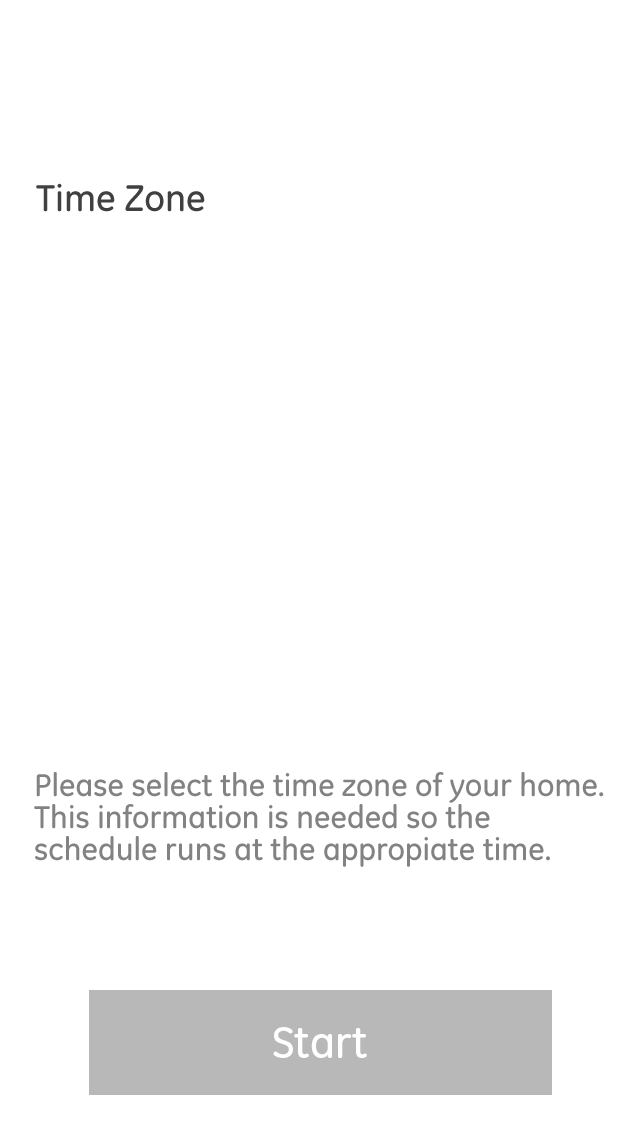 Time Zone
Please select the time zone of your home.
This information is needed so the
schedule runs at the appropiate time.
Start